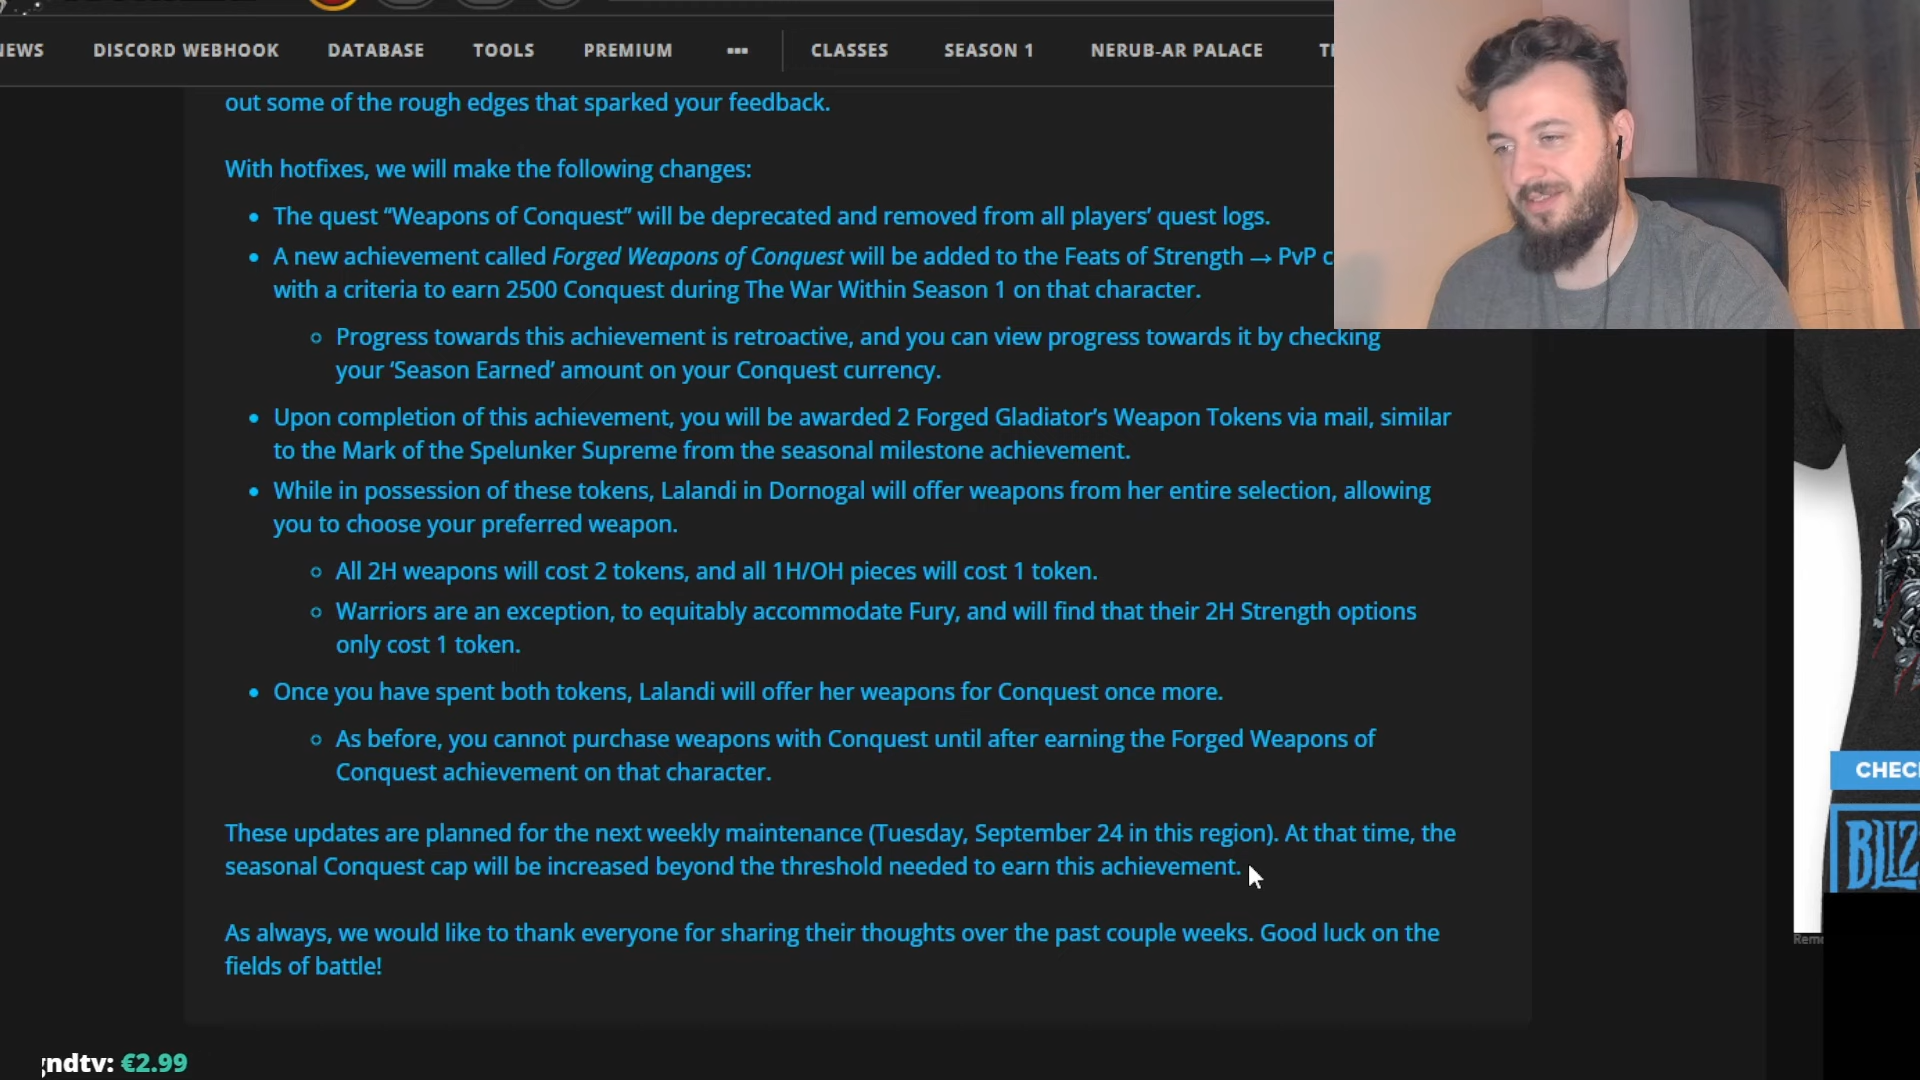 NEWS DISCORD WEBHOOK DATABASE TOOLS PREMIUM ••• CLASSES SEASON 1 NERUB-AR PALACE
out some of the rough edges that sparked your feedback.
With hotfixes, we will make the following changes:
• The quest “Weapons of Conquest” will be deprecated and removed from all players’ quest logs.
• A new achievement called Forged Weapons of Conquest will be added to the Feats of Strength → PvP c
with a criteria to earn 2500 Conquest during The War Within Season 1 on that character.
◦ Progress towards this achievement is retroactive, and you can view progress towards it by checking
your ‘Season Earned’ amount on your Conquest currency.
• Upon completion of this achievement, you will be awarded 2 Forged Gladiator’s Weapon Tokens via mail, similar
to the Mark of the Spelunker Supreme from the seasonal milestone achievement.
• While in possession of these tokens, Lalandi in Dornogal will offer weapons from her entire selection, allowing
you to choose your preferred weapon.
◦ All 2H weapons will cost 2 tokens, and all 1H/OH pieces will cost 1 token.
◦ Warriors are an exception, to equitably accommodate Fury, and will find that their 2H Strength options
only cost 1 token.
• Once you have spent both tokens, Lalandi will offer her weapons for Conquest once more.
◦ As before, you cannot purchase weapons with Conquest until after earning the Forged Weapons of
Conquest achievement on that character.
CHEC
BLIZ
These updates are planned for the next weekly maintenance (Tuesday, September 24 in this region). At that time, the
seasonal Conquest cap will be increased beyond the threshold needed to earn this achievement.
Rem
As always, we would like to thank everyone for sharing their thoughts over the past couple weeks. Good luck on the
fields of battle!
ndtv: €2.99